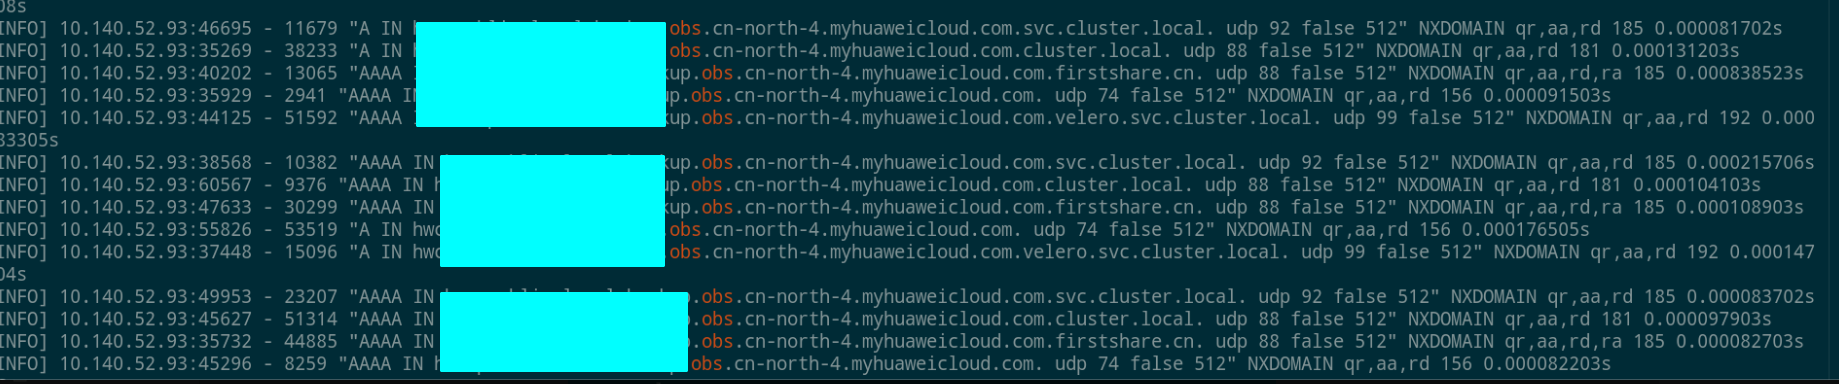 08s
INFO] 10.140.52.93:46695 - 11679 "A IN obs.cn-north-4.myhuaweicloud.com.svc.cluster.local. udp 92 false 512" NXDOMAIN qr,aa,rd 185 0.000081702s
INFO] 10.140.52.93:35269 - 38233 "A IN obs.cn-north-4.myhuaweicloud.com.cluster.local. udp 88 false 512" NXDOMAIN qr,aa,rd 181 0.000131203s
INFO] 10.140.52.93:40202 - 13065 "AAAA kup.obs.cn-north-4.myhuaweicloud.com.firstshare.cn. udp 88 false 512" NXDOMAIN qr,aa,rd,ra 185 0.000838523s
INFO] 10.140.52.93:35929 - 2941 "AAAA IN up.obs.cn-north-4.myhuaweicloud.com. udp 74 false 512" NXDOMAIN qr,aa,rd 156 0.000091503s
INFO] 10.140.52.93:44125 - 51592 "AAAA kup.obs.cn-north-4.myhuaweicloud.com.velero.svc.cluster.local. udp 99 false 512" NXDOMAIN qr,aa,rd 192 0.000
33305s
INFO] 10.140.52.93:38568 - 10382 "AAAA IN kup.obs.cn-north-4.myhuaweicloud.com.svc.cluster.local. udp 92 false 512" NXDOMAIN qr,aa,rd 185 0.000215706s
INFO] 10.140.52.93:60567 - 9376 "AAAA IN h up.obs.cn-north-4.myhuaweicloud.com.cluster.local. udp 88 false 512" NXDOMAIN qr,aa,rd 181 0.000104103s
INFO] 10.140.52.93:47633 - 30299 "AAAA IN kup.obs.cn-north-4.myhuaweicloud.com.firstshare.cn. udp 88 false 512" NXDOMAIN qr,aa,rd,ra 185 0.000108903s
INFO] 10.140.52.93:55826 - 53519 "A IN hwc obs.cn-north-4.myhuaweicloud.com. udp 74 false 512" NXDOMAIN qr,aa,rd 156 0.000176505s
INFO] 10.140.52.93:37448 - 15096 "A IN hwc obs.cn-north-4.myhuaweicloud.com.velero.svc.cluster.local. udp 99 false 512" NXDOMAIN qr,aa,rd 192 0.000147
04s
INFO] 10.140.52.93:49953 - 23207 "AAAA IN .obs.cn-north-4.myhuaweicloud.com.svc.cluster.local. udp 92 false 512" NXDOMAIN qr,aa,rd 185 0.000083702s
INFO] 10.140.52.93:45627 - 51314 "AAAA IN .obs.cn-north-4.myhuaweicloud.com.cluster.local. udp 88 false 512" NXDOMAIN qr,aa,rd 181 0.000097903s
INFO] 10.140.52.93:35732 - 44885 "AAAA IN .obs.cn-north-4.myhuaweicloud.com.firstshare.cn. udp 88 false 512" NXDOMAIN qr,aa,rd,ra 185 0.000082703s
INFO] 10.140.52.93:45296 - 8259 "AAAA IN h obs.cn-north-4.myhuaweicloud.com. udp 74 false 512" NXDOMAIN qr,aa,rd 156 0.000082203s